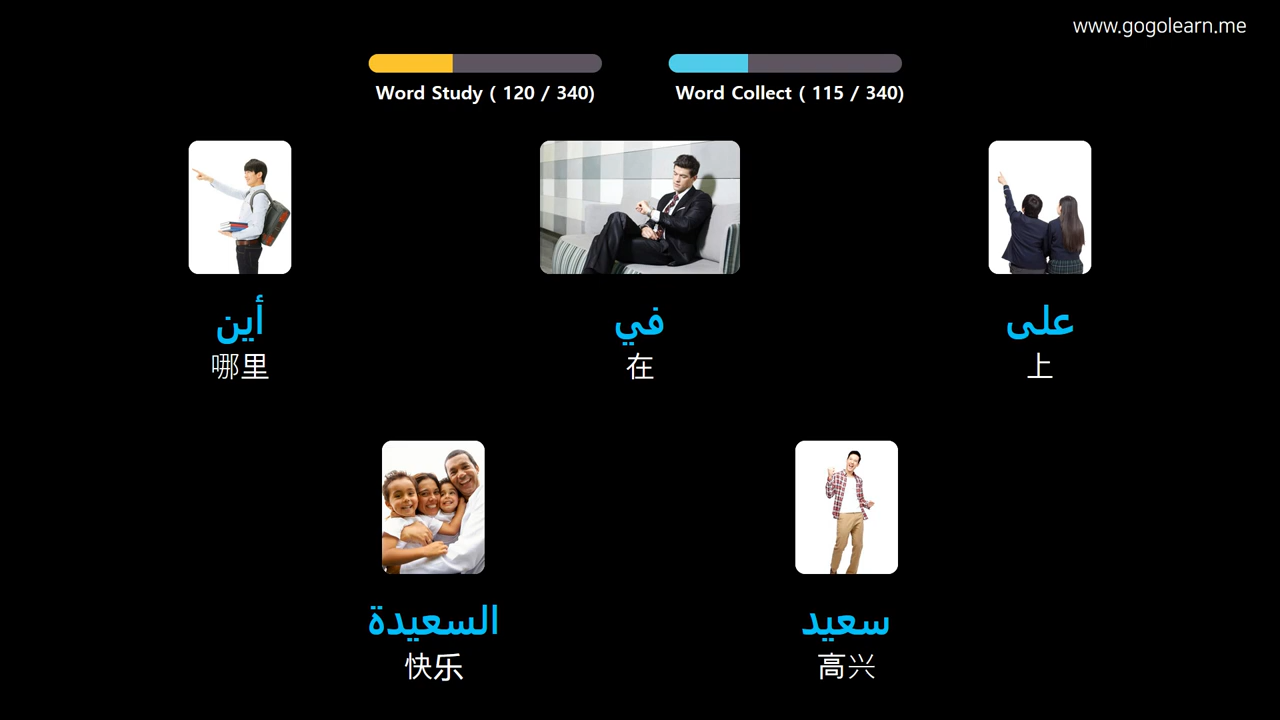 www.gogolearn.me
Word Study ( 120 / 340)
Word Collect ( 115 / 340)
أين
哪里
في
在
على
上
السعيدة
快乐
سعيد
高兴